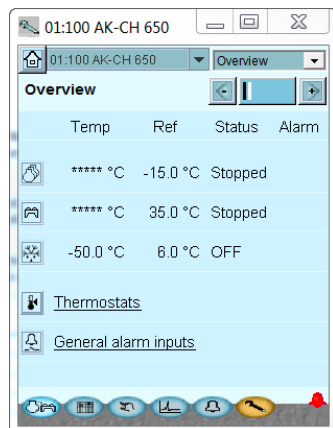 01:100 AK-CH 650
01:100 AK-CH 650 Overview
Overview
Temp Ref Status Alarm
***** °C -15.0 °C Stopped
***** °C 35.0 °C Stopped
-50.0 °C 6.0 °C OFF
Thermostats
General alarm inputs